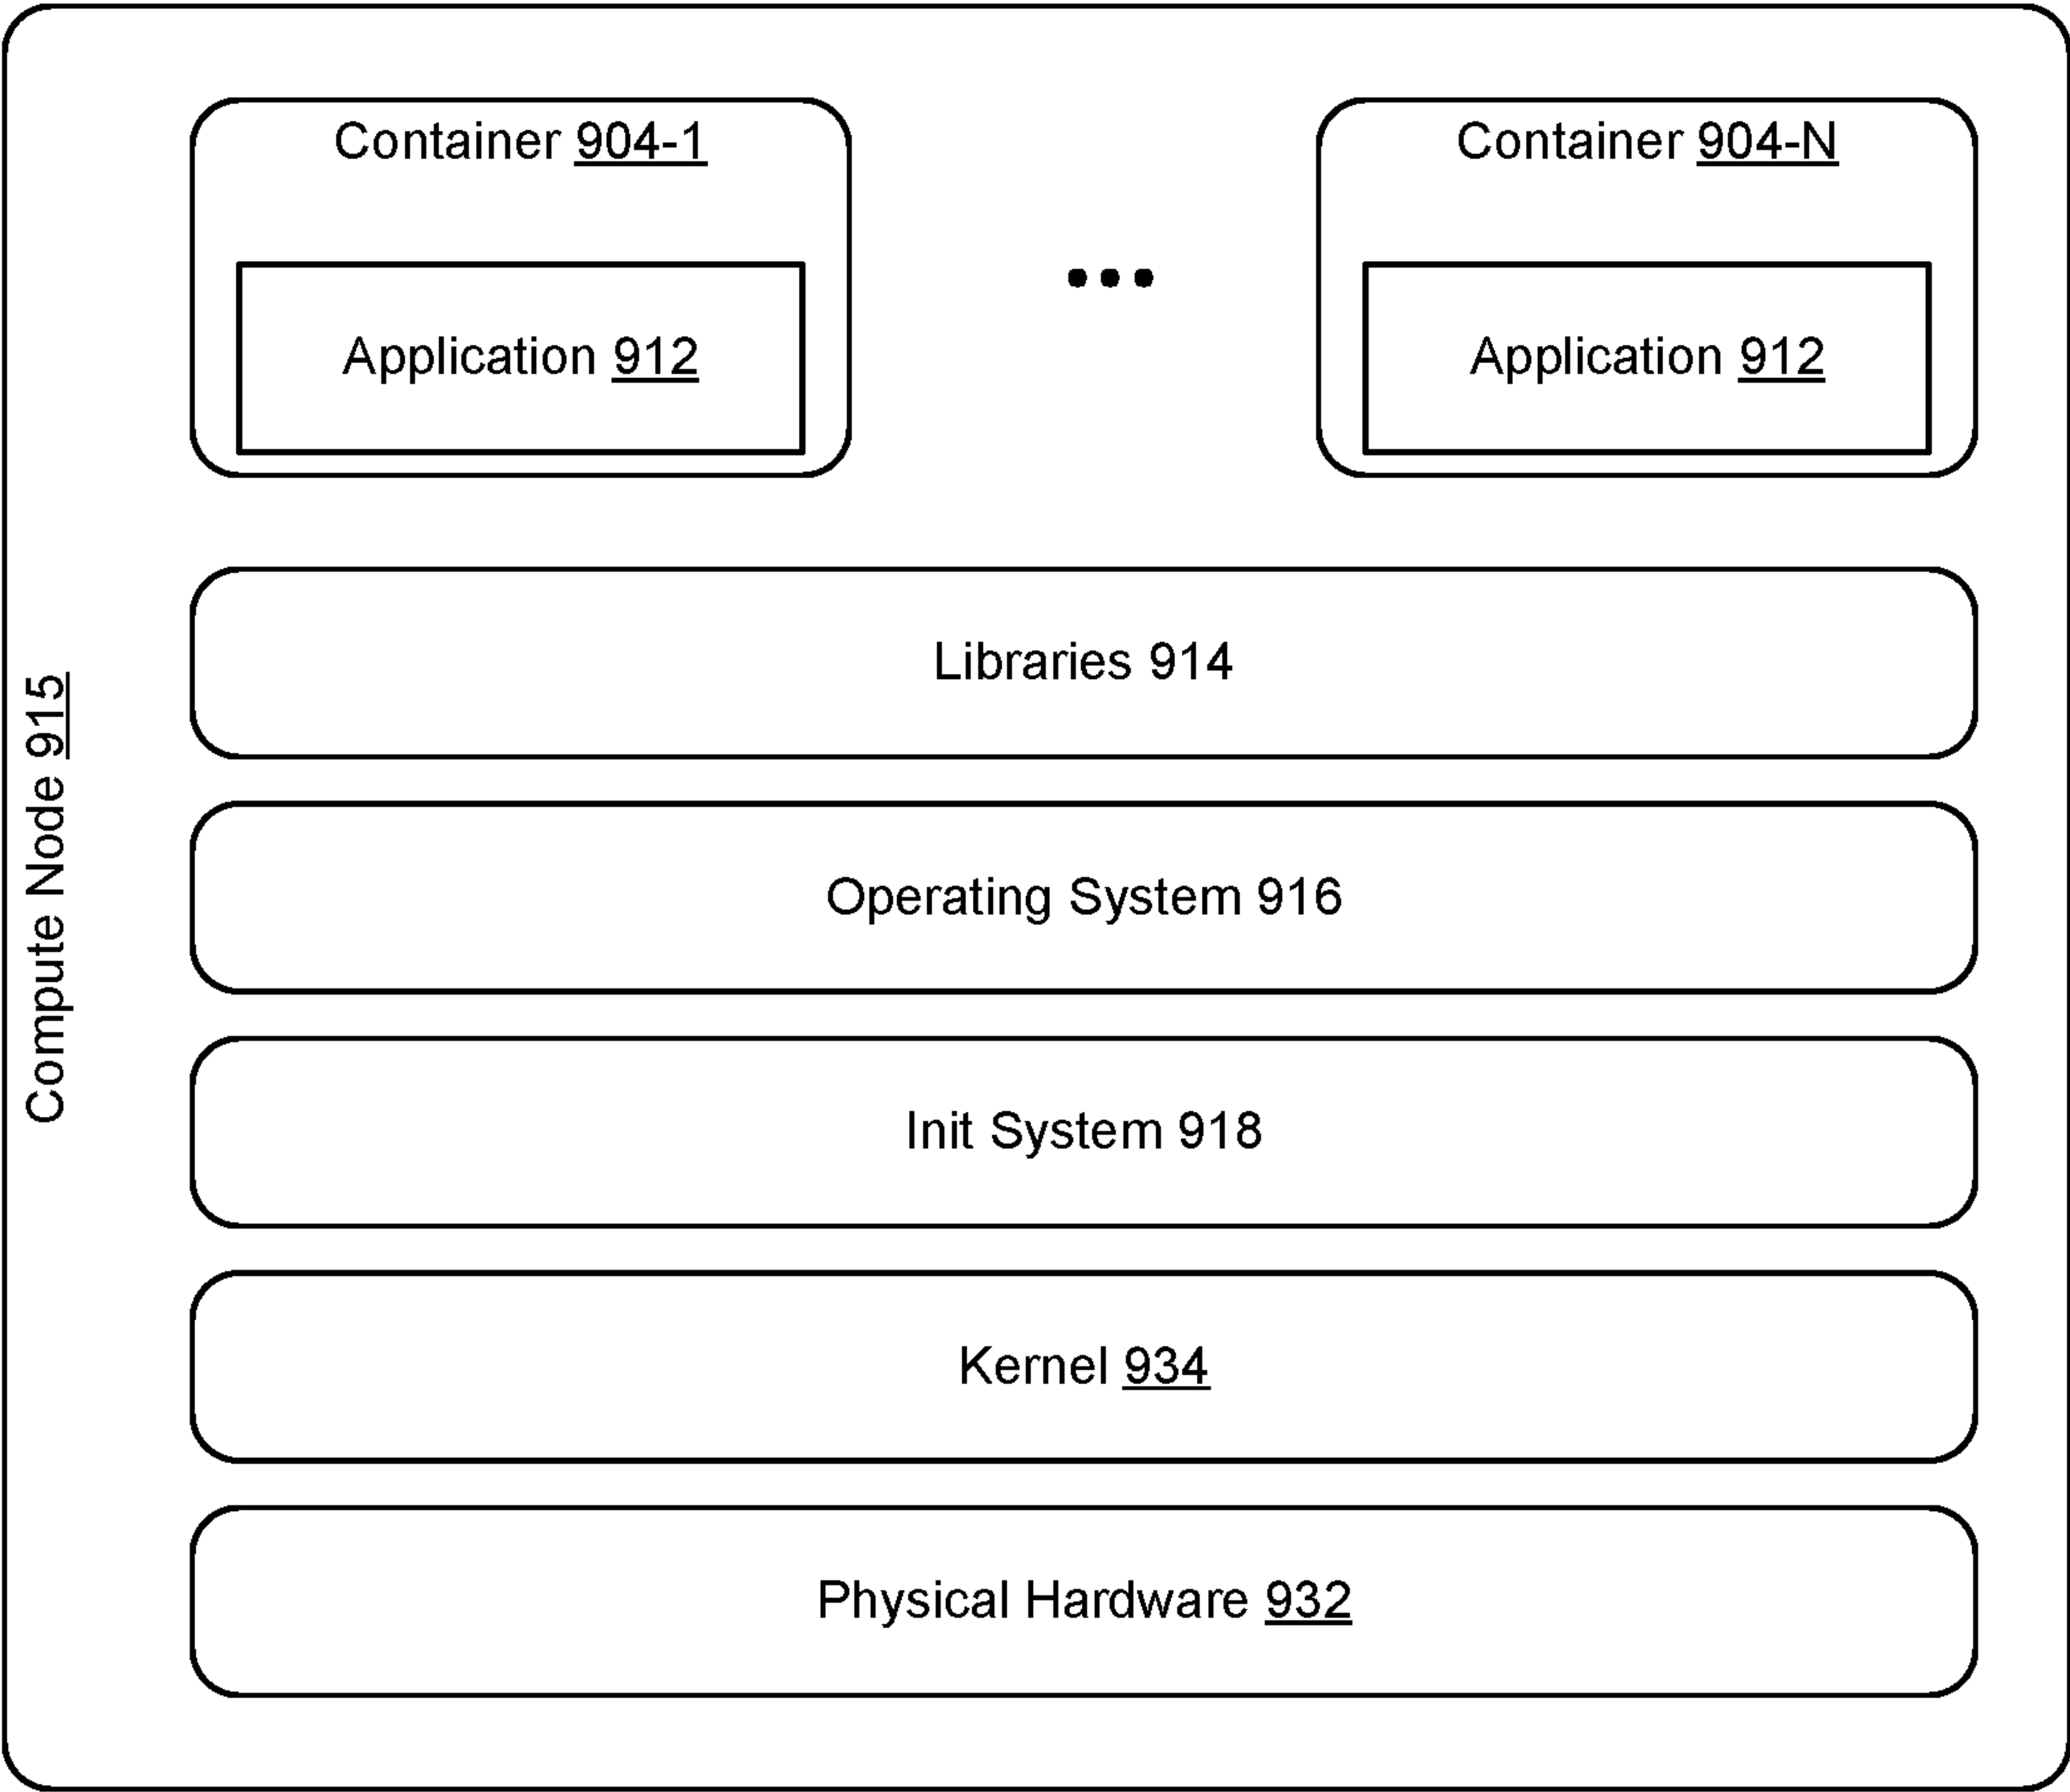 Container 904-1
Container 904-N
Application 912
...
Application 912
Libraries 914
Compute Node 915
Operating System 916
Init System 918
Kernel 934
Physical Hardware 932